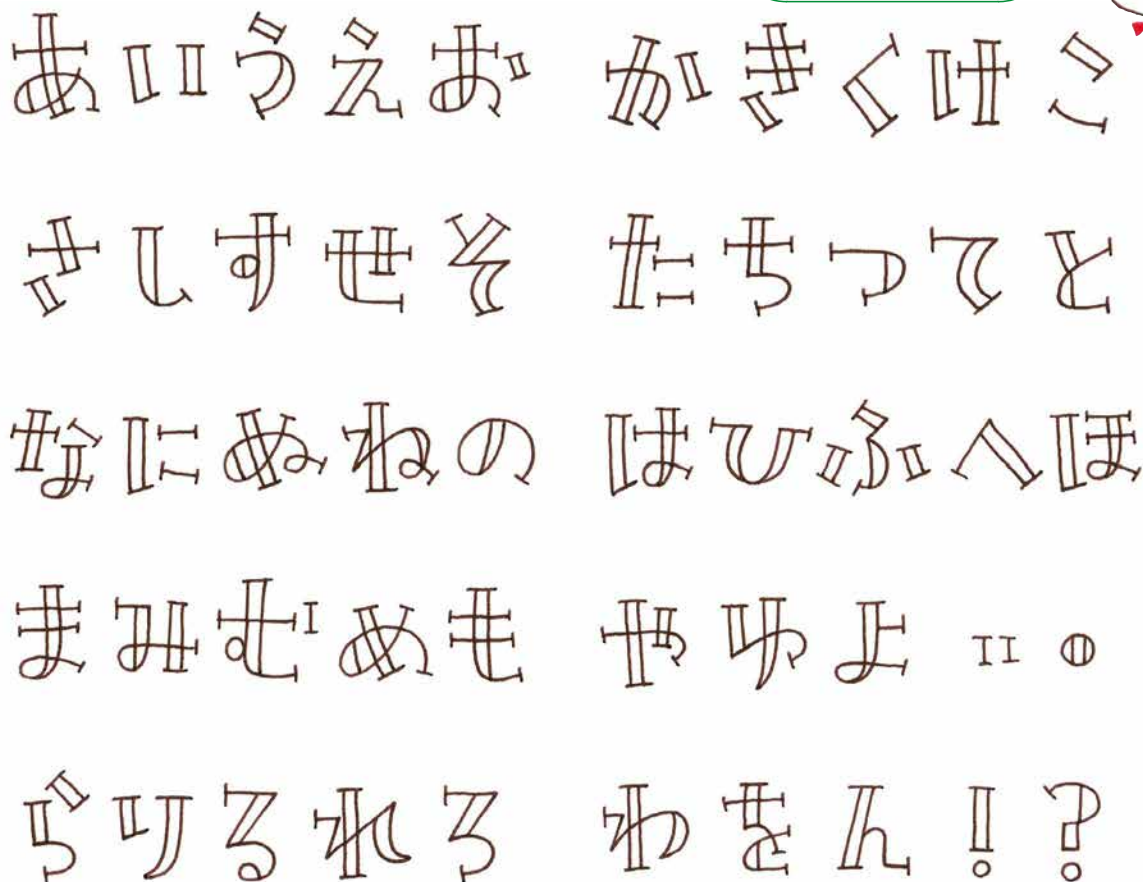 あいうえお かきくけこ
さしすせそ たちつてと
なにぬねの はひふへほ
まみむめも やゆよ ゛゜
らりるれろ わをん!?